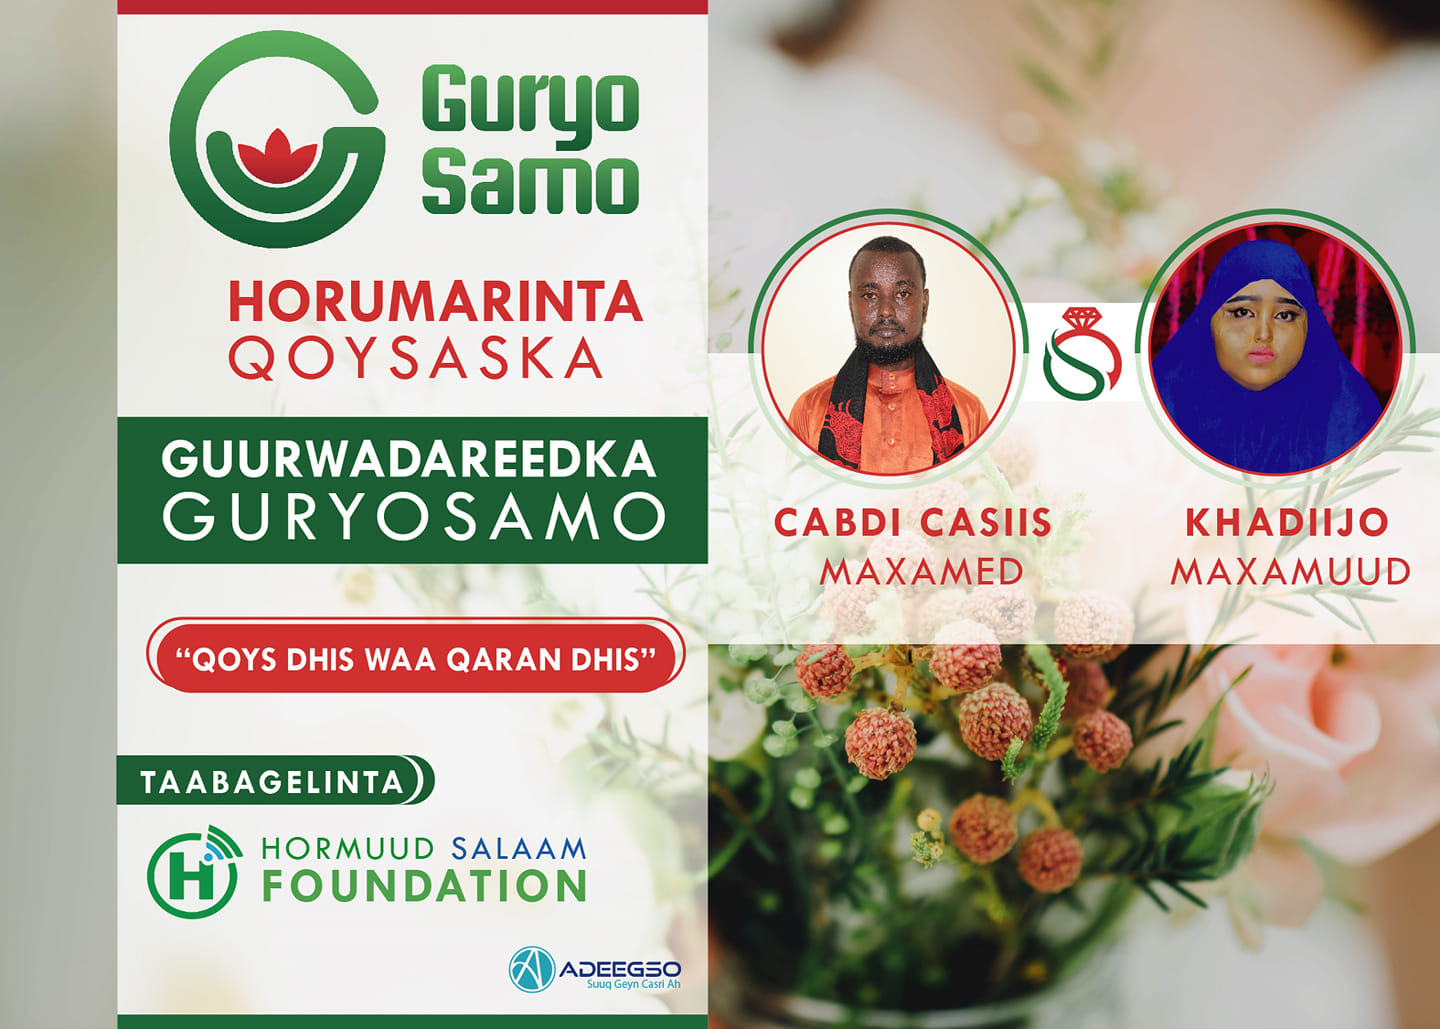 Guryo
Samo
HORUMARINTA
QOYSASKA
GUURWADAREEDKA
GURYOSAMO
"QOYS DHIS WAA QARAN DHIS"
TAABAGELINTA
H
HORMUUD SALAAM
FOUNDATION
ADEEGSO
Suuq Geyn Casri Ah
CABDI CASIIS
MAXAMED
KHADIIJO
MAXAMUUD